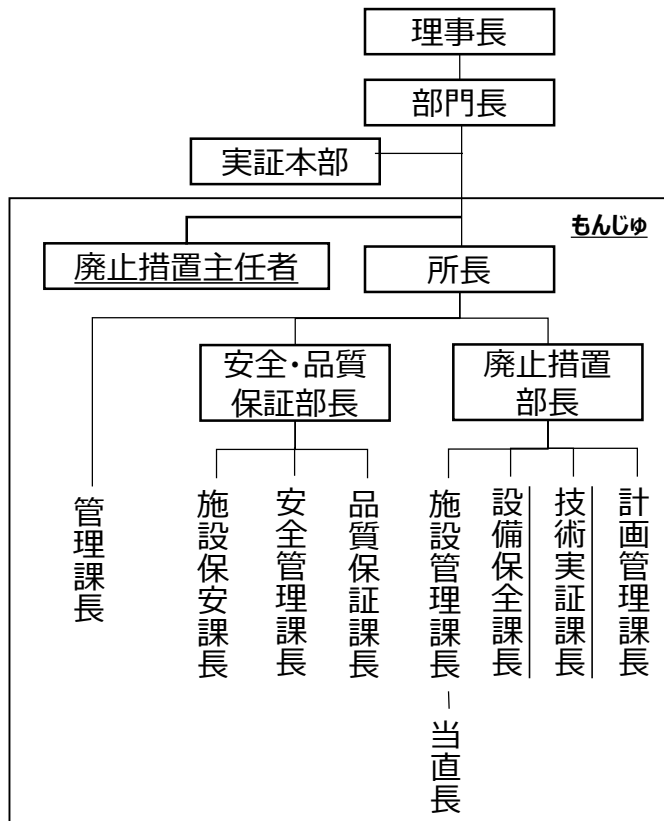 理事長
部門長
実証本部
もんじゅ
廃止措置主任者
所長
安全・品質
保証部長
廃止措置
部長
管理課長
施設保安課長
安全管理課長
品質保証課長
施設管理課長
設備保全課長
技術実証課長
計画管理課長
当直長